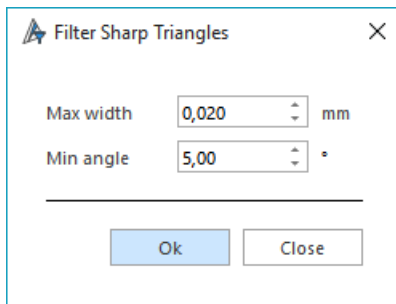 Filter Sharp Triangles
Max width 0,020 mm
Min angle 5,00 °
Ok Close